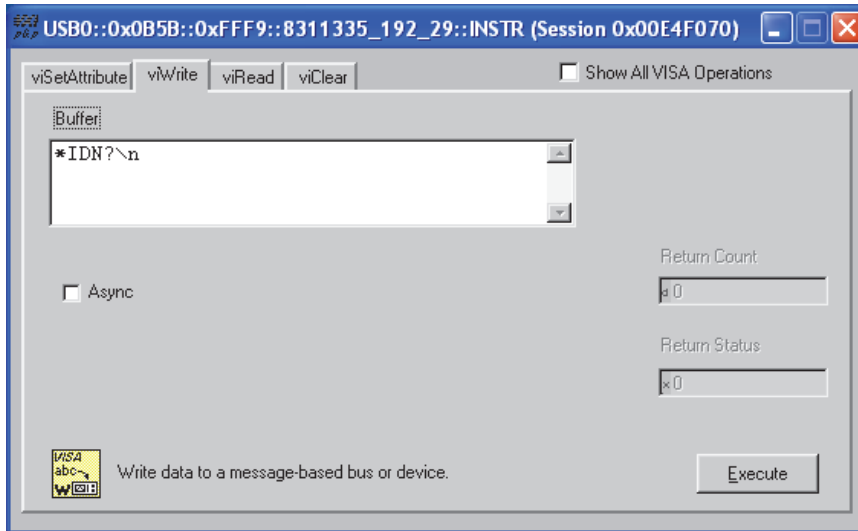 USB0::0x0B5B::0xFFF9::8311335_192_29::INSTR (Session 0x00E4F070)
viSetAttribute viWrite viRead viClear Show All VISA Operations
Buffer
*IDN?\n
Return Count
Async
d 0
Return Status
x 0
VISA
abc
W
Write data to a message-based bus or device.
Execute